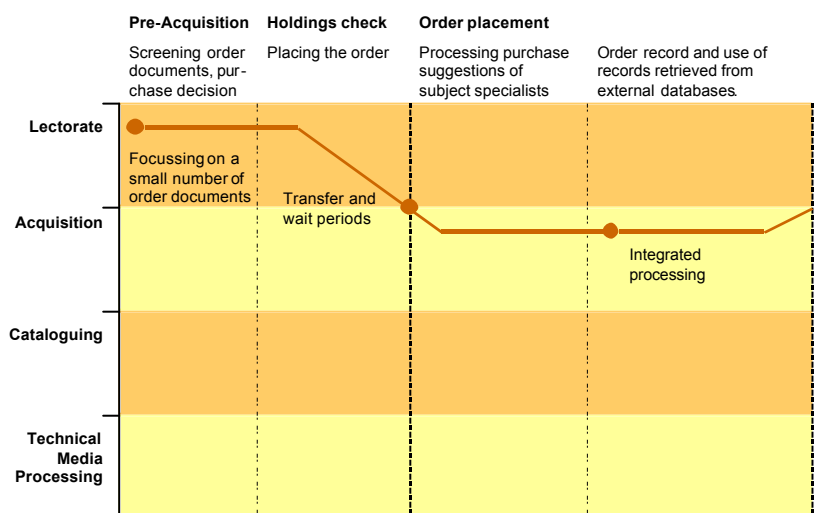 Pre-Acquisition
Holdings check
Order placement
Screening order
documents, pur-
chase decision
Placing the order
Processing purchase
suggestions of
subject specialists
Order record and use of
records retrieved from
external databases.
Lectorate
Focussing on a
small number of
order documents
Transfer and
wait periods
Acquisition
Integrated
processing
Cataloguing
Technical
Media
Processing